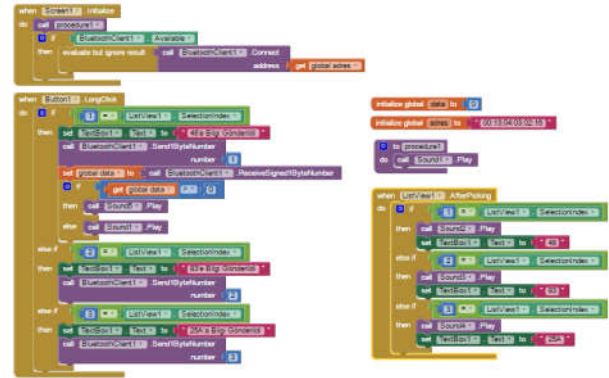 when Screen1 .Initialize
do call procedure1
if BluetoothClient1 . Available
then evaluate but ignore result call BluetoothClient1 .Connect
address get global adres
when Button1 .LongClick
do if 1 = ListView1 . SelectionIndex
then set TextBox1 . Text to " 48'e Bilgi Gönderildi "
call BluetoothClient1 .Send1ByteNumber
number 1
set global data to call BluetoothClient1 .ReceiveSigned1ByteNumber
if get global data 0
then call Sound5 .Play
else call Sound1 .Play
else if 2 = ListView1 . SelectionIndex
then set TextBox1 . Text to " 63'e Bilgi Gönderildi "
call BluetoothClient1 .Send1ByteNumber
number 2
else if 3 = ListView1 . SelectionIndex
then set TextBox1 . Text to " 25A'a Bilgi Gönderildi "
call BluetoothClient1 .Send1ByteNumber
number 3
initialize global data to 0
initialize global adres to
to procedure1
do call Sound1 .Play
when ListView1 .AfterPicking
do if 1 = ListView1 . SelectionIndex
then call Sound2 .Play
set TextBox1 . Text to " 48 "
else if 2 = ListView1 . SelectionIndex
then call Sound3 .Play
set TextBox1 . Text to " 63 "
else if 3 = ListView1 . SelectionIndex
then call Sound4 .Play
set TextBox1 . Text to " 25A "